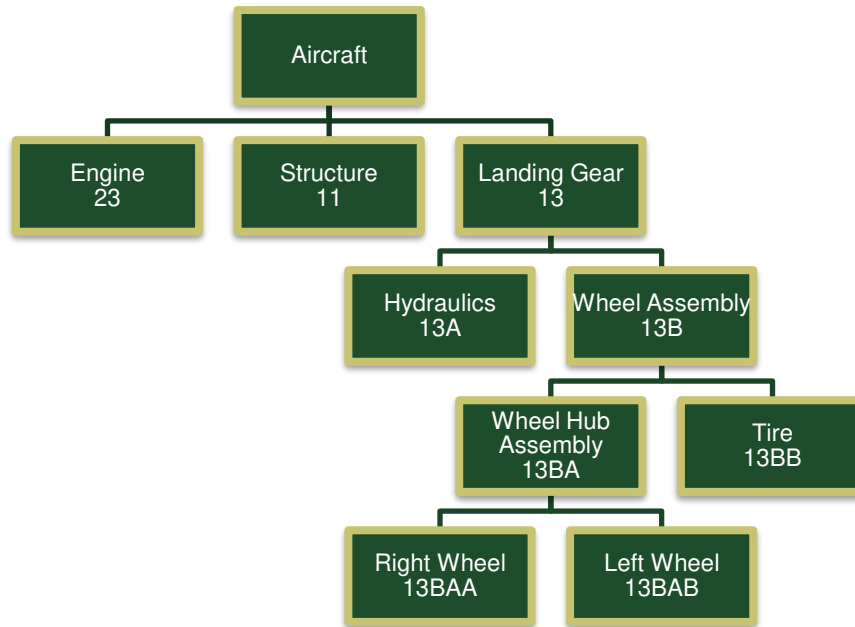 Aircraft
Engine
23
Structure
11
Landing Gear
13
Hydraulics
13A
Wheel Assembly
13B
Wheel Hub
Assembly
13BA
Tire
13BB
Right Wheel
13BAA
Left Wheel
13BAB